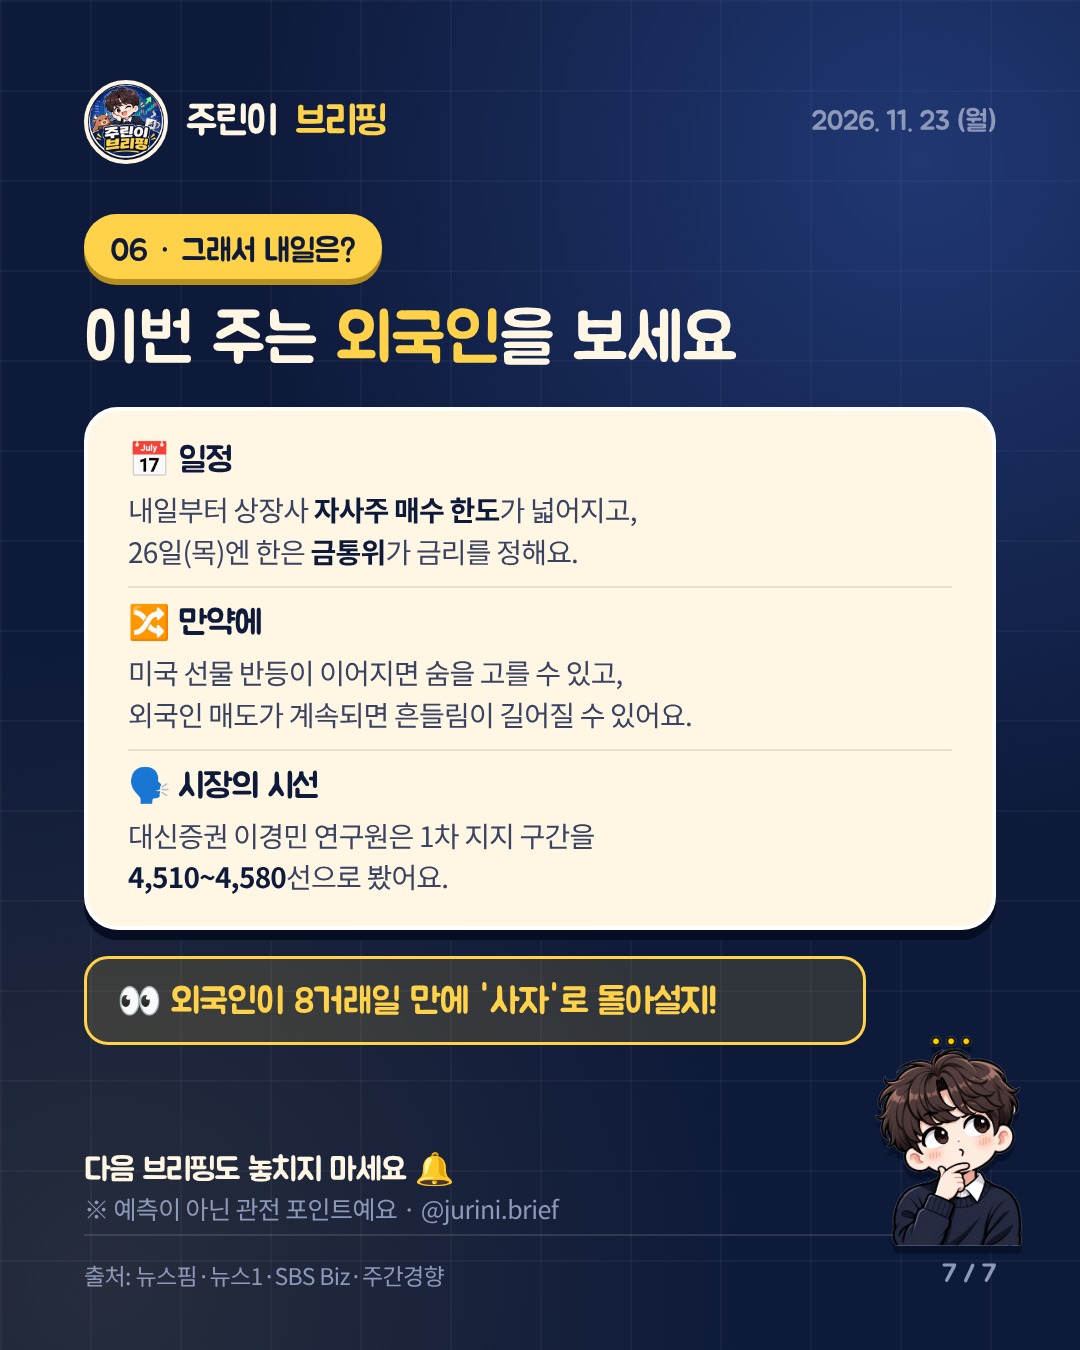 주린이 브리핑
주린이 브리핑
2026. 11. 23 (월)
06 · 그래서 내일은?
이번 주는 외국인을 보세요
July 17
일정
내일부터 상장사 자사주 매수 한도가 넓어지고,
26일(목)엔 한은 금통위가 금리를 정해요.
만약에
미국 선물 반등이 이어지면 숨을 고를 수 있고,
외국인 매도가 계속되면 흔들림이 길어질 수 있어요.
시장의 시선
대신증권 이경민 연구원은 1차 지지 구간을
4,510~4,580선으로 봤어요.
외국인이 8거래일 만에 '사자'로 돌아설지!
다음 브리핑도 놓치지 마세요
※ 예측이 아닌 관전 포인트예요 · @jurini.brief
출처: 뉴스핌·뉴스1·SBS Biz·주간경향
7 / 7